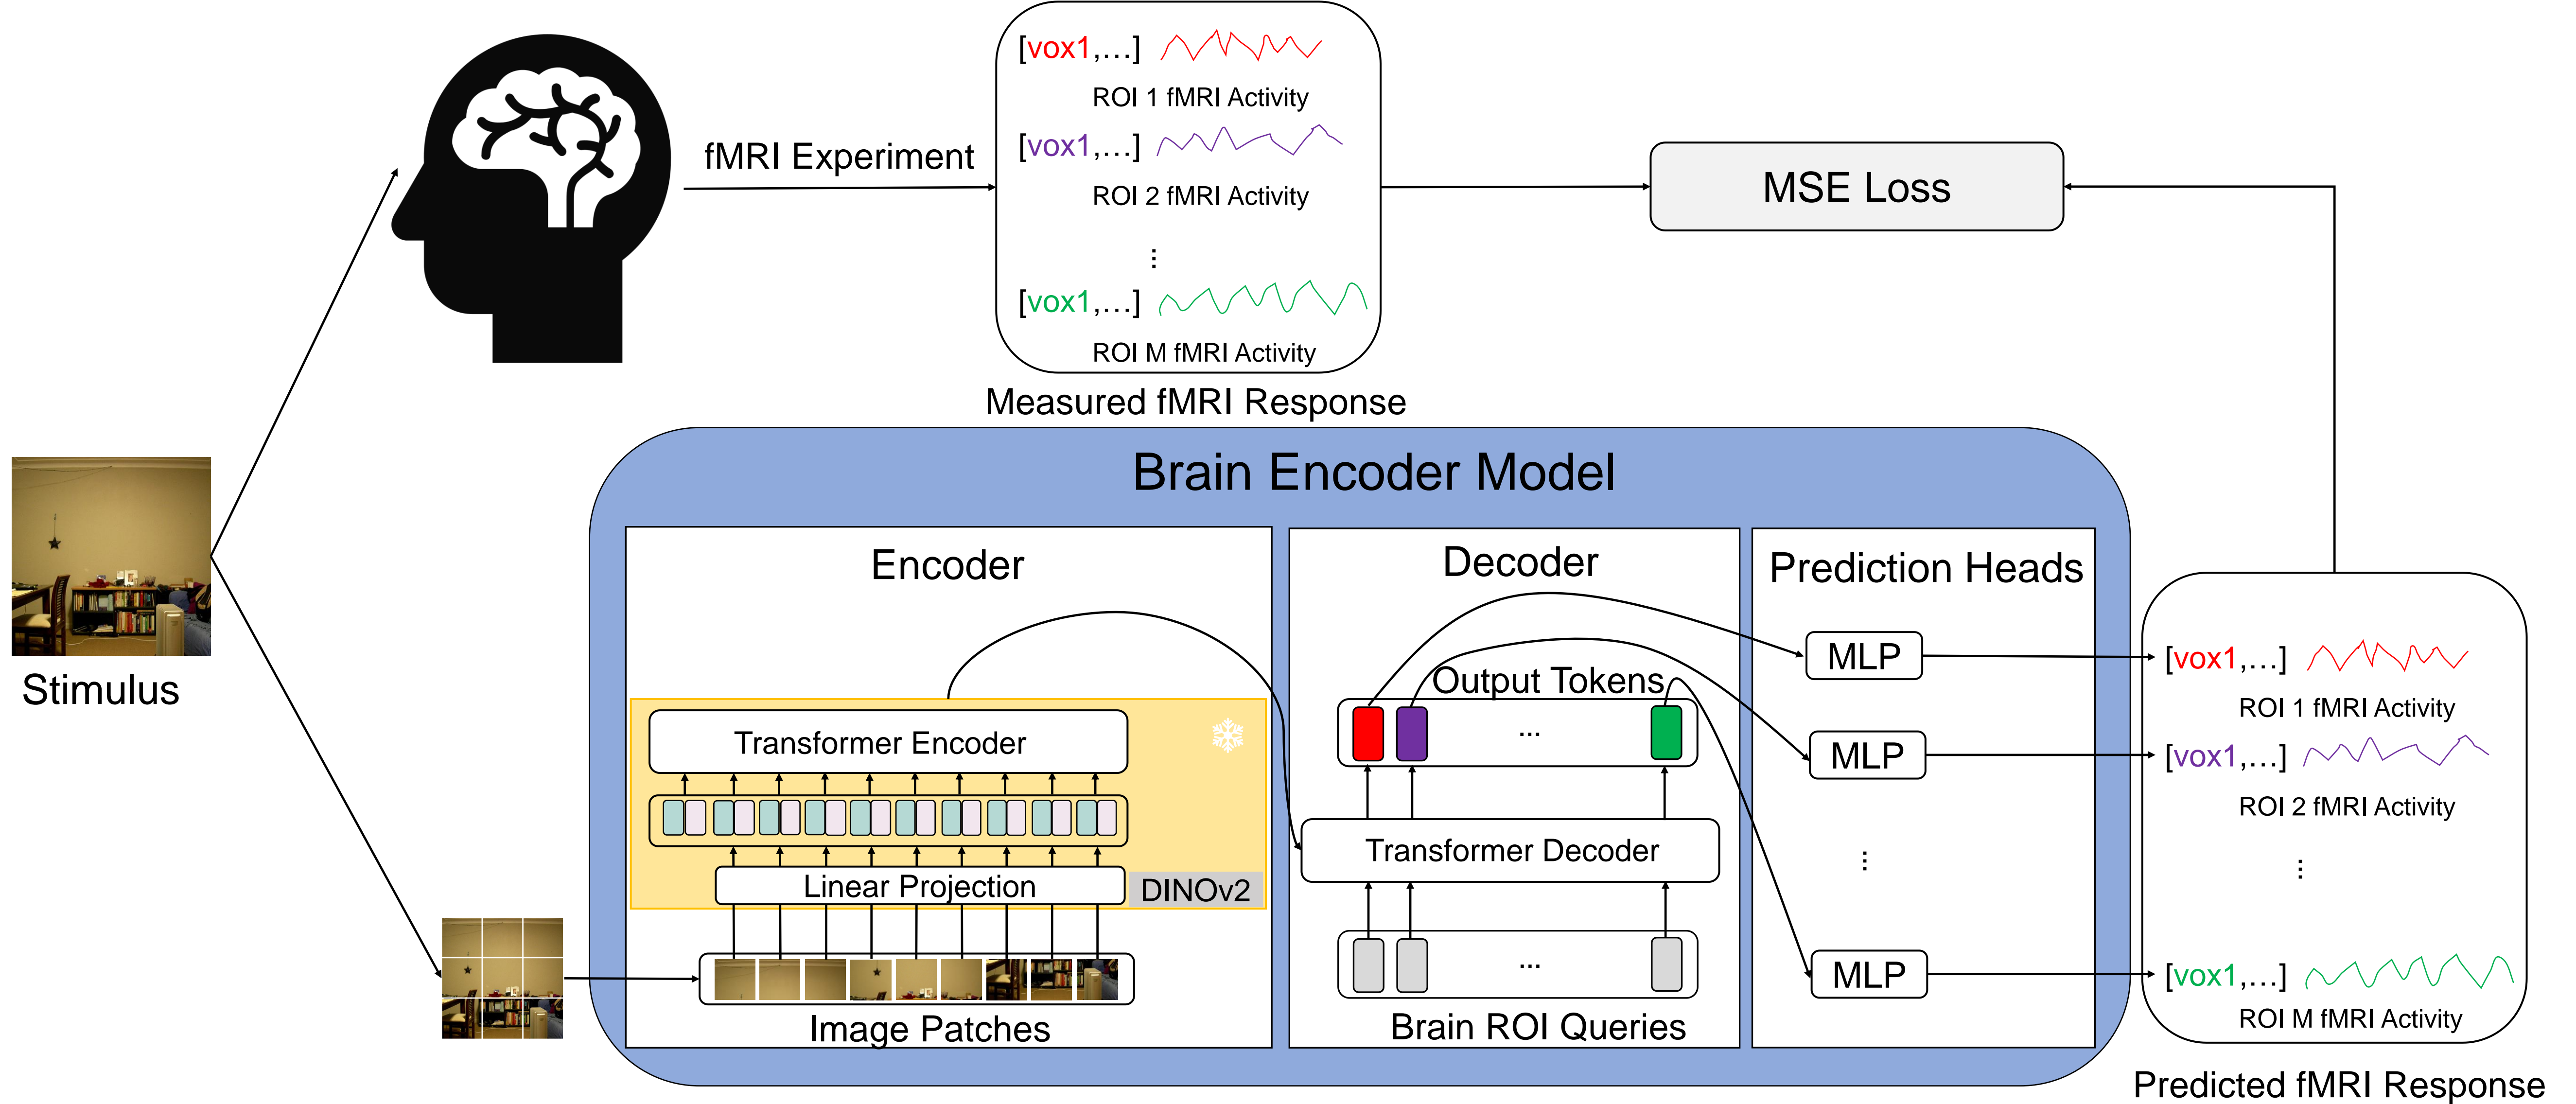 [vox1,…]
ROI 1 fMRI Activity
[vox1,…]
ROI 2 fMRI Activity
⋮
[vox1,…]
ROI M fMRI Activity
Measured fMRI Response
fMRI Experiment
MSE Loss
Stimulus
Brain Encoder Model
Encoder
Transformer Encoder
Linear Projection
DINOv2
Image Patches
Decoder
Output Tokens
...
Transformer Decoder
...
Brain ROI Queries
Prediction Heads
MLP
MLP
⋮
MLP
[vox1,…]
ROI 1 fMRI Activity
[vox1,…]
ROI 2 fMRI Activity
⋮
[vox1,…]
ROI M fMRI Activity
Predicted fMRI Response